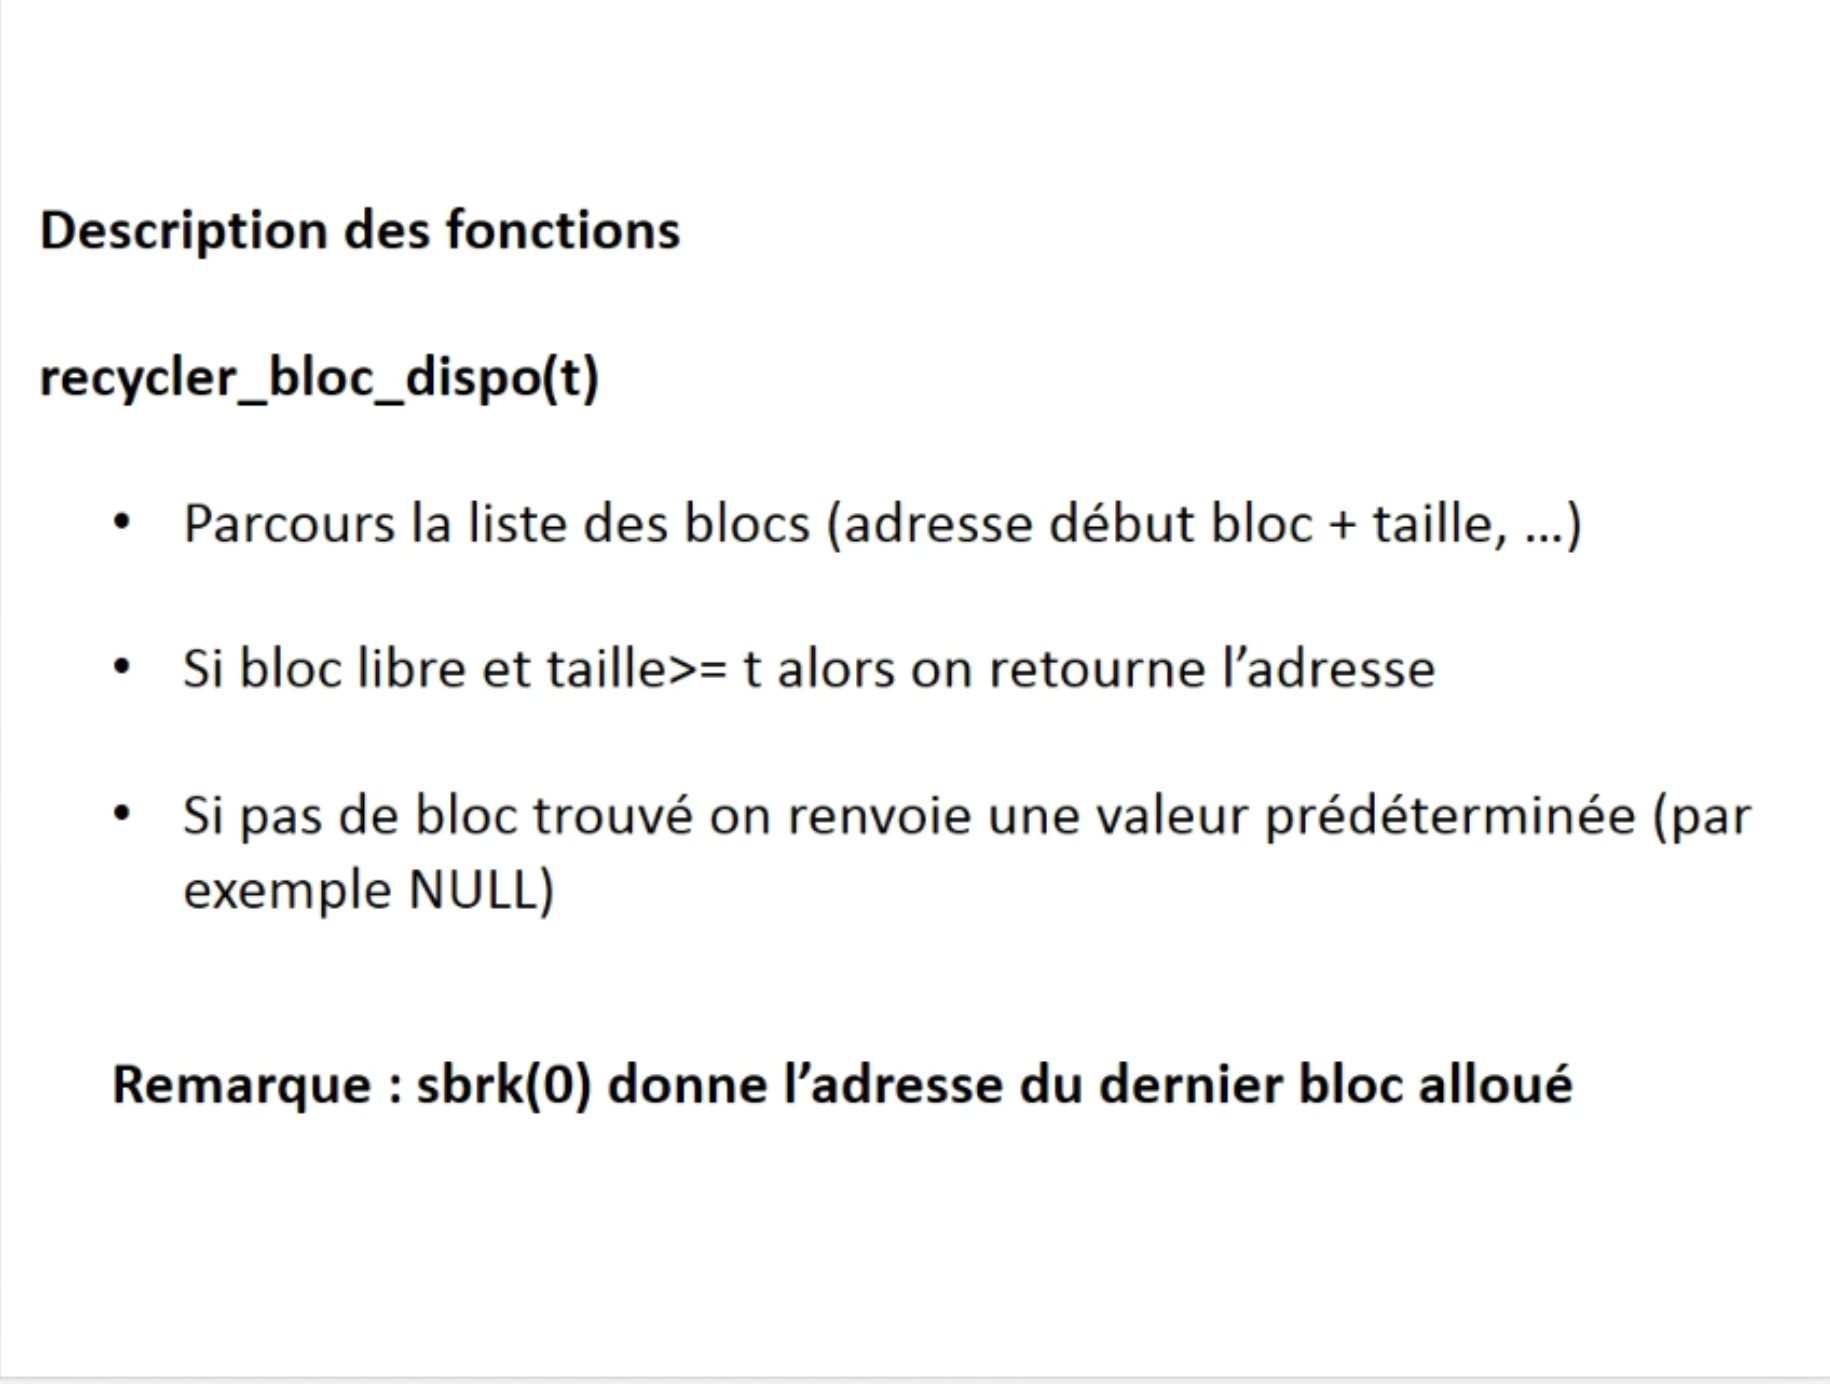 Description des fonctions
recycler_bloc_dispo(t)
• Parcours la liste des blocs (adresse début bloc + taille, ...)
• Si bloc libre et taille>= t alors on retourne l’adresse
• Si pas de bloc trouvé on renvoie une valeur prédéterminée (par
exemple NULL)
Remarque : sbrk(0) donne l’adresse du dernier bloc alloué